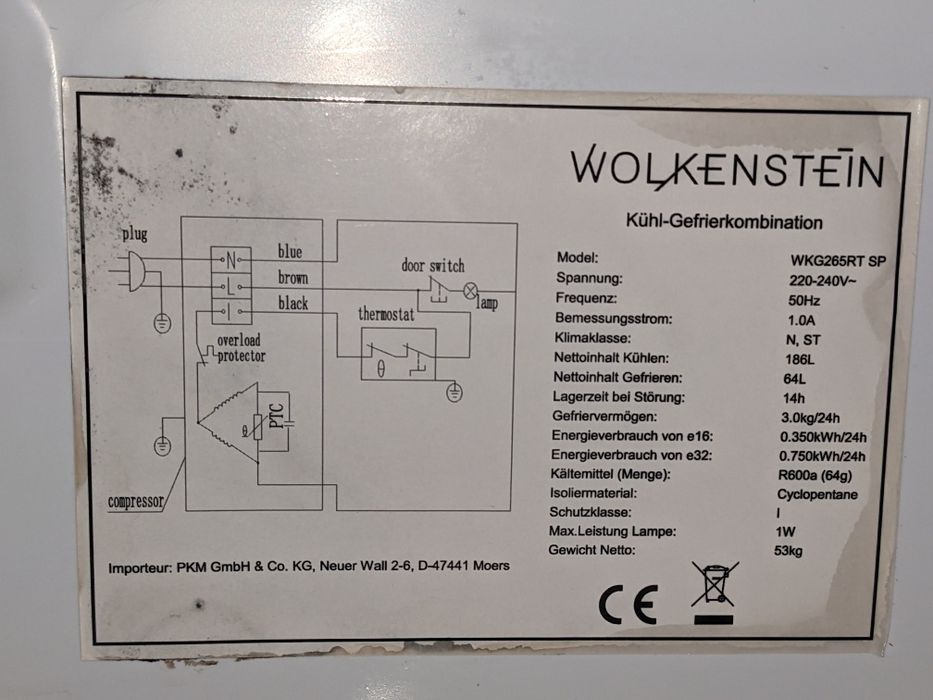 WOLKENSTEIN
Kühl-Gefrierkombination
Model: WKG265RT SP
Spannung: 220-240V~
Frequenz: 50Hz
Bemessungsstrom: 1.0A
Klimaklasse: N, ST
Nettoinhalt Kühlen: 186L
Nettoinhalt Gefrieren: 64L
Lagerzeit bei Störung: 14h
Gefriervermögen: 3.0kg/24h
Energieverbrauch von e16: 0.350kWh/24h
Energieverbrauch von e32: 0.750kWh/24h
Kältemittel (Menge): R600a (64g)
Isoliermaterial: Cyclopentane
Schutzklasse: I
Max.Leistung Lampe: 1W
Gewicht Netto: 53kg
plug
N
L
I
blue
brown
black
door switch
lamp
thermostat
θ
overload
protector
θ
PTC
compressor
Importeur: PKM GmbH & Co. KG, Neuer Wall 2-6, D-47441 Moers
CE